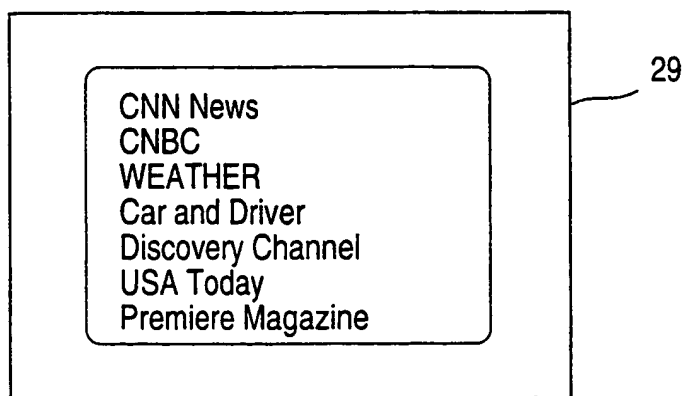 29
CNN News
CNBC
WEATHER
Car and Driver
Discovery Channel
USA Today
Premiere Magazine